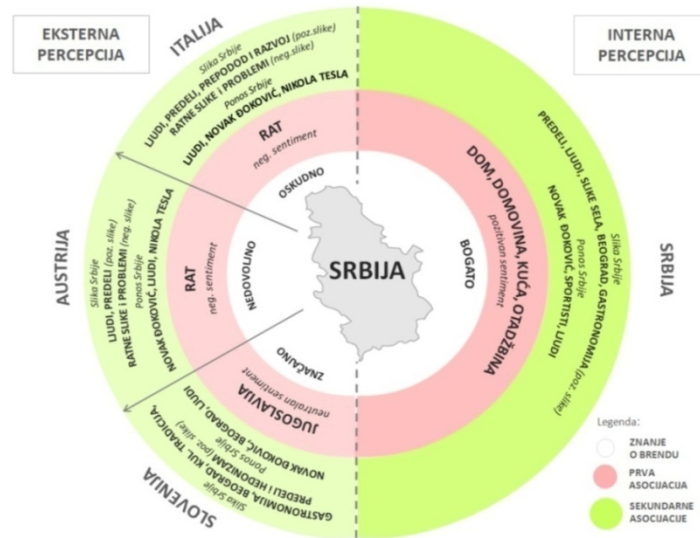 EKSTERNA
PERCEPCIJA
INTERNA
PERCEPCIJA
ITALIJA
Slika Srbije
LJUDI, PREDELI, PREPODOD I RAZVOJ (poz.slike)
RATNE SLIKE i PROBLEMI (neg.slike)
Ponos Srbije
LJUDI, NOVAK ĐOKOVIĆ, NIKOLA TESLA
RAT
neg. sentiment
OSKUDNO
AUSTRIJA
Slika Srbije
LJUDI, PREDELI (poz. slike)
RATNE SLIKE i PROBLEMI (neg. slike)
Ponos Srbije
NOVAK ĐOKOVIĆ, LJUDI, NIKOLA TESLA
RAT
neg. sentiment
NEDOVOLJNO
SLOVENIJA
Slika Srbije
GASTRONOMIJA, BEOGRAD, KUL. TRADICIJA,
PREDELI i HEDONIZAM (poz. slike)
Ponos Srbije
NOVAK ĐOKOVIĆ, BEOGRAD, LJUDI
JUGOSLAVIJA
neutralan sentiment
ZNAČAJNO
SRBIJA
BOGATO
DOM, DOMOVINA, KUĆA, OTADŽBINA
pozitivan sentiment
Slika Srbije
PREDELI, LJUDI, SLIKE SELA, BEOGRAD, GASTRONOMIJA (poz. slike)
Ponos Srbije
NOVAK ĐOKOVIĆ, SPORTISTI, LJUDI
SRBIJA
Legenda:
ZNANJE
O BRENDU
PRVA
ASOCIJACIJA
SEKUNDARNE
ASOCIJACIJE